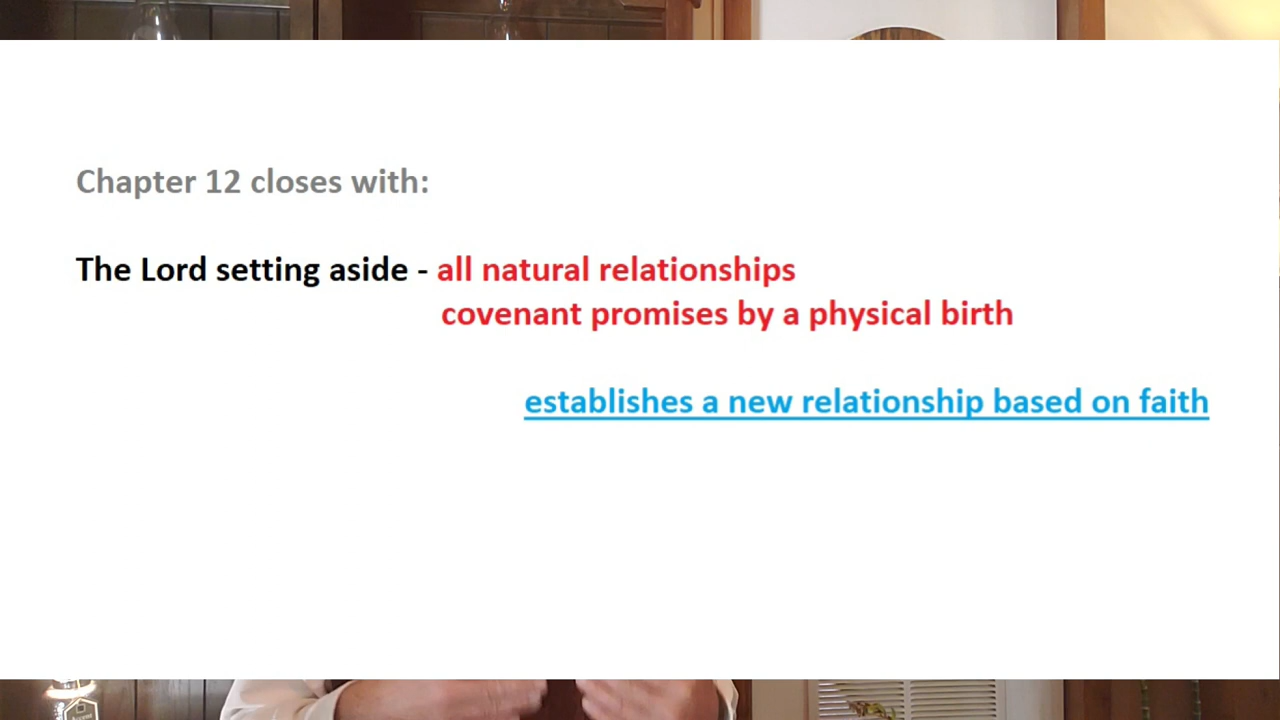 Chapter 12 closes with:
The Lord setting aside - all natural relationships
covenant promises by a physical birth
establishes a new relationship based on faith